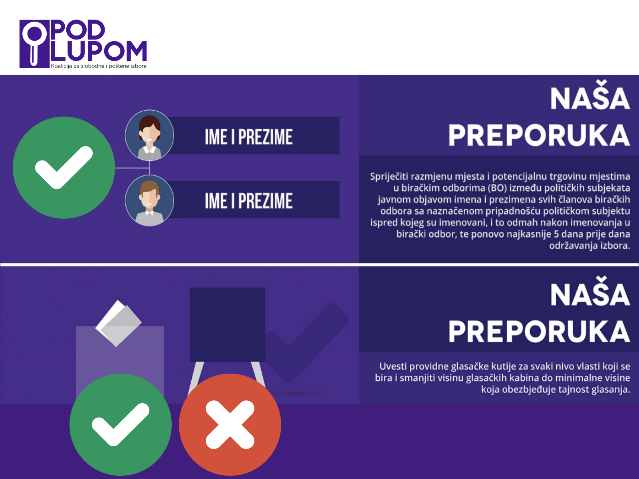 POD
LUPOM
Koalicija za slobodne i poštene izbore
IME I PREZIME
IME I PREZIME
NAŠA
PREPORUKA
Spriječiti razmjenu mjesta i potencijalnu trgovinu mjestima
u biračkim odborima (BO) između političkih subjekata
javnom objavom imena i prezimena svih članova biračkih
odbora sa naznačenom pripadnošću političkom subjektu
ispred kojeg su imenovani, i to odmah nakon imenovanja u
birački odbor, te ponovo najkasnije 5 dana prije dana
održavanja izbora.
NAŠA
PREPORUKA
Uvesti providne glasačke kutije za svaki nivo vlasti koji se
bira i smanjiti visinu glasačkih kabina do minimalne visine
koja obezbjeđuje tajnost glasanja.